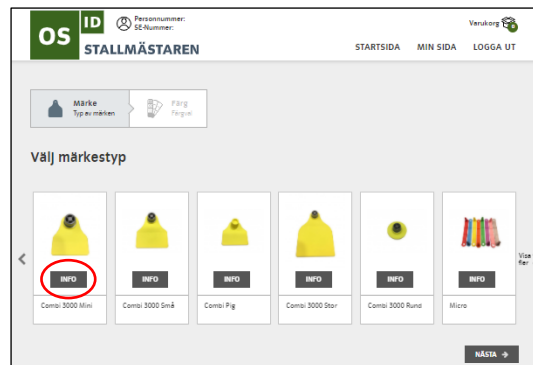 OS ID
STALLMÄSTAREN
Personnummer:
SE-Nummer:
Varukorg
0
STARTSIDA MIN SIDA LOGGA UT
Märke
Typ av märken
Färg
Färgval
Välj märkestyp
INFO INFO INFO INFO INFO INFO
Combi 3000 Mini Combi 3000 Små Combi Pig Combi 3000 Stor Combi 3000 Rund Micro
Visa
fler
NÄSTA